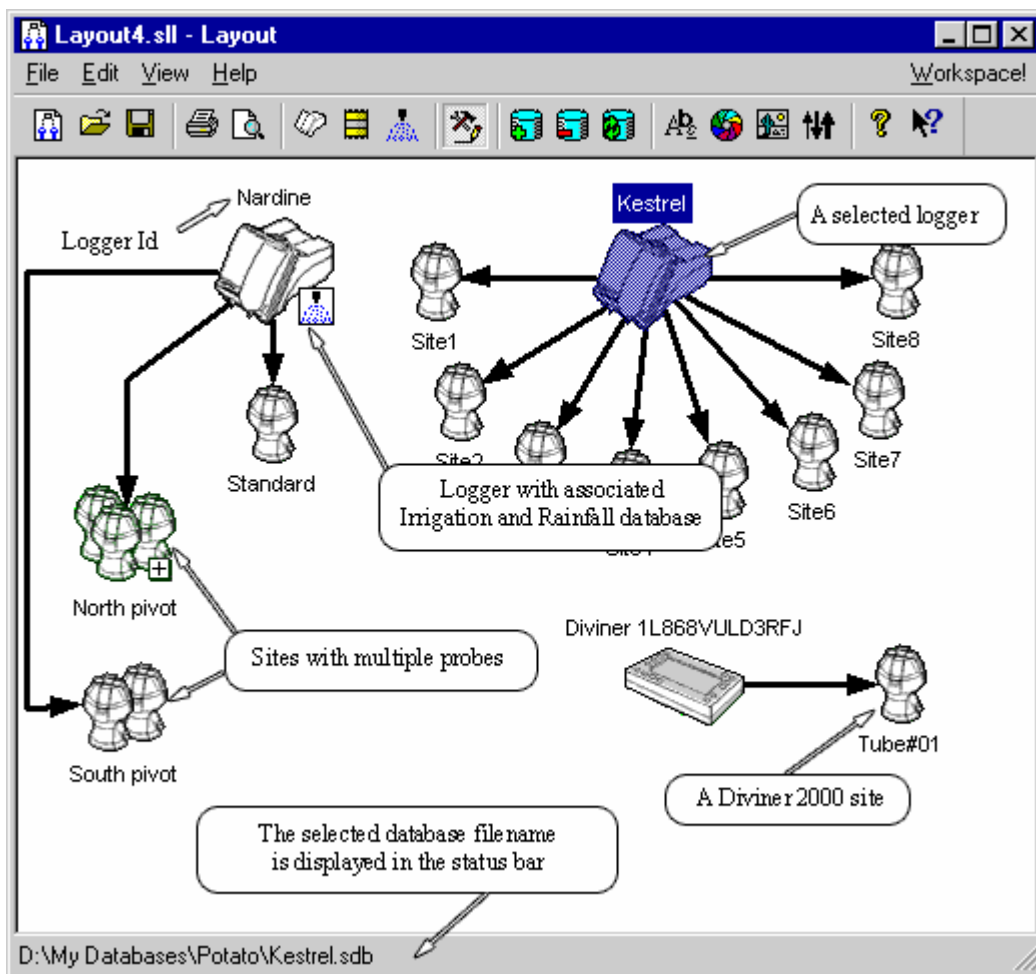 Layout4.sll - Layout
File Edit View Help Workspace!
Nardine
Logger Id
Kestrel
A selected logger
Site1
Site8
Standard
Site2
Site7
Logger with associated
Irrigation and Rainfall database
Site6
North pivot
Sites with multiple probes
Diviner 1L868VULD3RFJ
South pivot
Tube#01
A Diviner 2000 site
The selected database filename
is displayed in the status bar
D:\My Databases\Potato\Kestrel.sdb